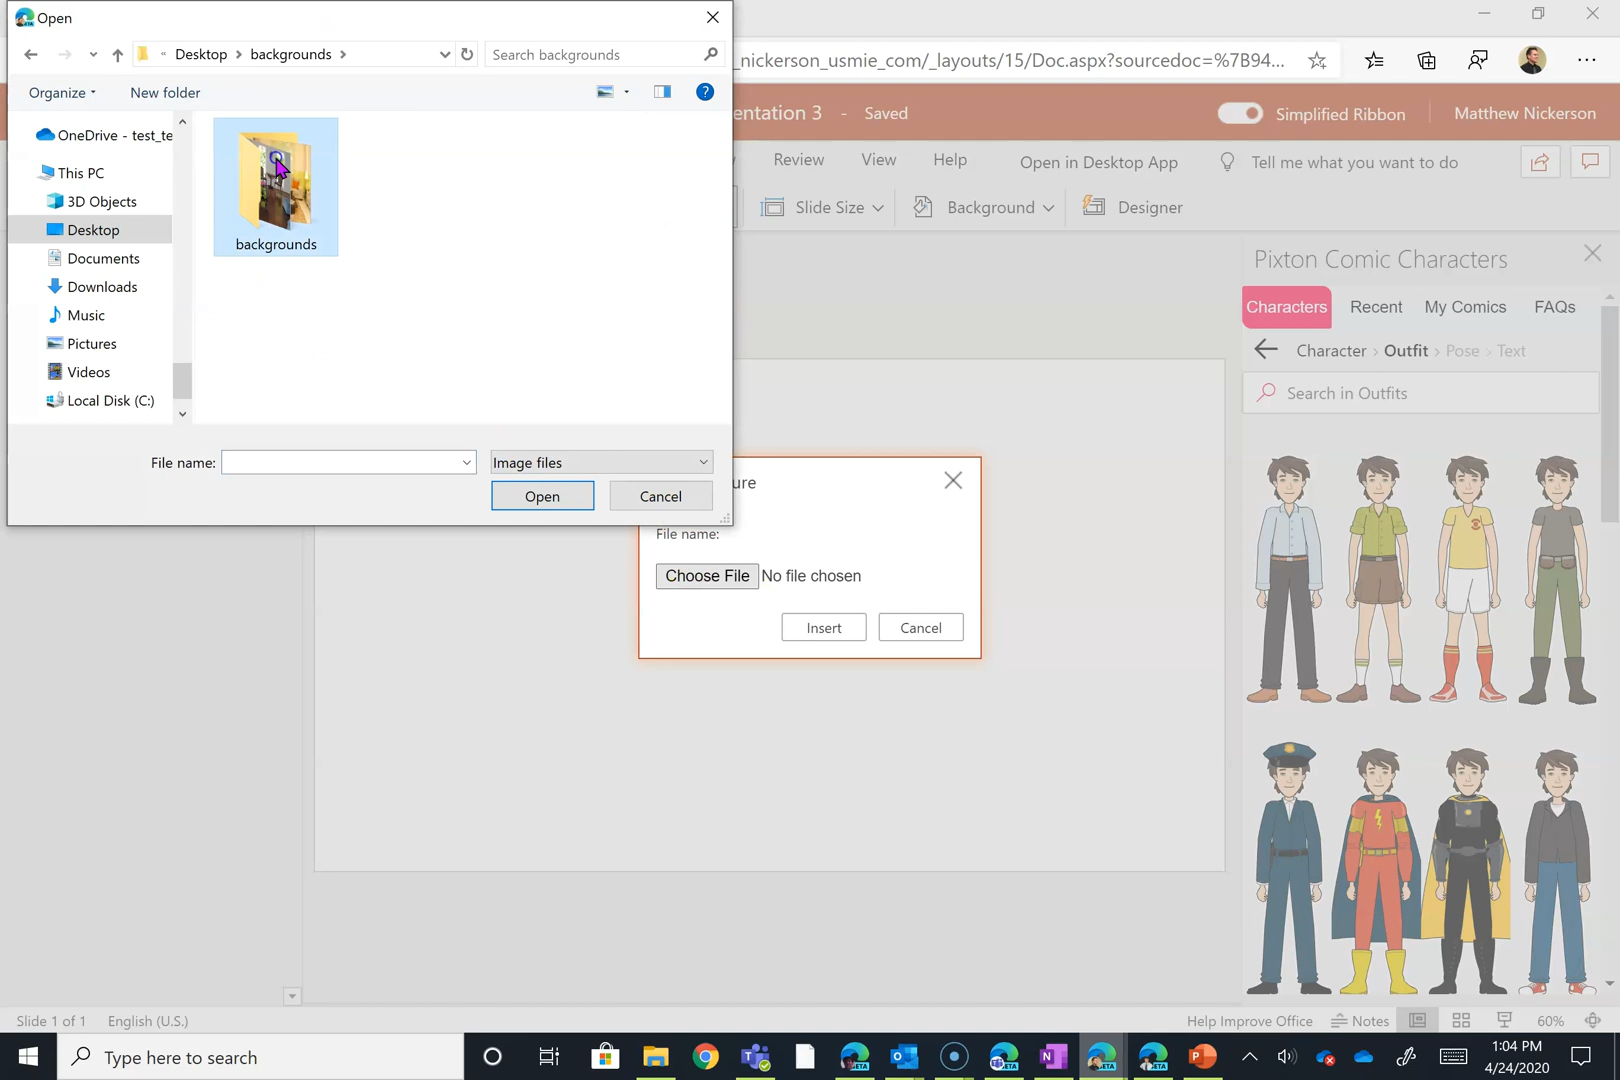 Open
« Desktop > backgrounds >
Search backgrounds
_nickerson_usmie_com/_layouts/15/Doc.aspx?sourcedoc=%7B94...
Organize
New folder
?
entation 3 - Saved
Simplified Ribbon
Matthew Nickerson
OneDrive - test_te
This PC
3D Objects
Desktop
Documents
Downloads
Music
Pictures
Videos
Local Disk (C:)
backgrounds
File name:
Image files
Open
Cancel
Review
View
Help
Open in Desktop App
Tell me what you want to do
Slide Size
Background
Designer
ure
File name:
Choose File No file chosen
Insert
Cancel
Pixton Comic Characters
Characters
Recent
My Comics
FAQs
Character > Outfit > Pose > Text
Search in Outfits
Slide 1 of 1
English (U.S.)
Help Improve Office
Notes
60%
Type here to search
1:04 PM
4/24/2020